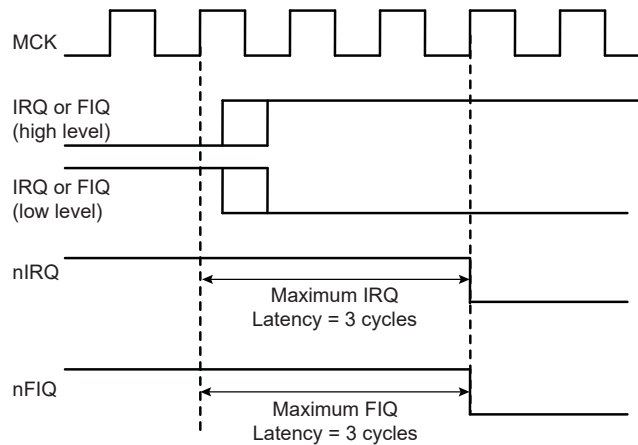 MCK
IRQ or FIQ
(high level)
IRQ or FIQ
(low level)
nIRQ
Maximum IRQ
Latency = 3 cycles
nFIQ
Maximum FIQ
Latency = 3 cycles